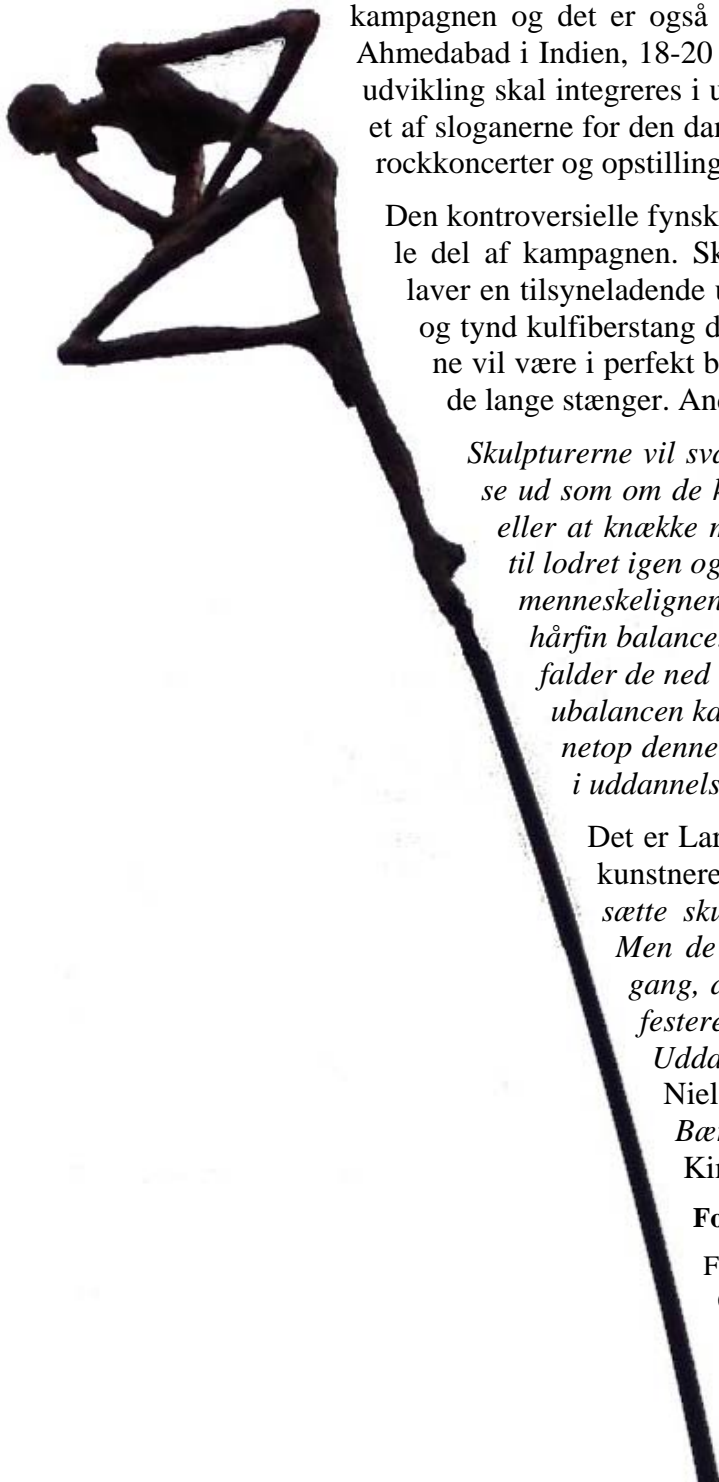 kampagnen og det er også
Ahmedabad i Indien, 18-20
udvikling skal integreres i u
et af sloganerne for den dan
rockkoncerter og opstilling
Den kontroversielle fynsk
le del af kampagnen. Sk
laver en tilsyneladende u
og tynd kulfiberstang d
ne vil være i perfekt b
de lange stænger. And
Skulpturerne vil sva
se ud som om de k
eller at knække n
til lodret igen og
menneskelignen
hårfin balance.
falder de ned
ubalancen ka
netop denne
i uddannels
Det er Lar
kunstnere
sætte sku
Men de
gang, a
festere
Udda
Niel
Bær
Kir
Fo
F